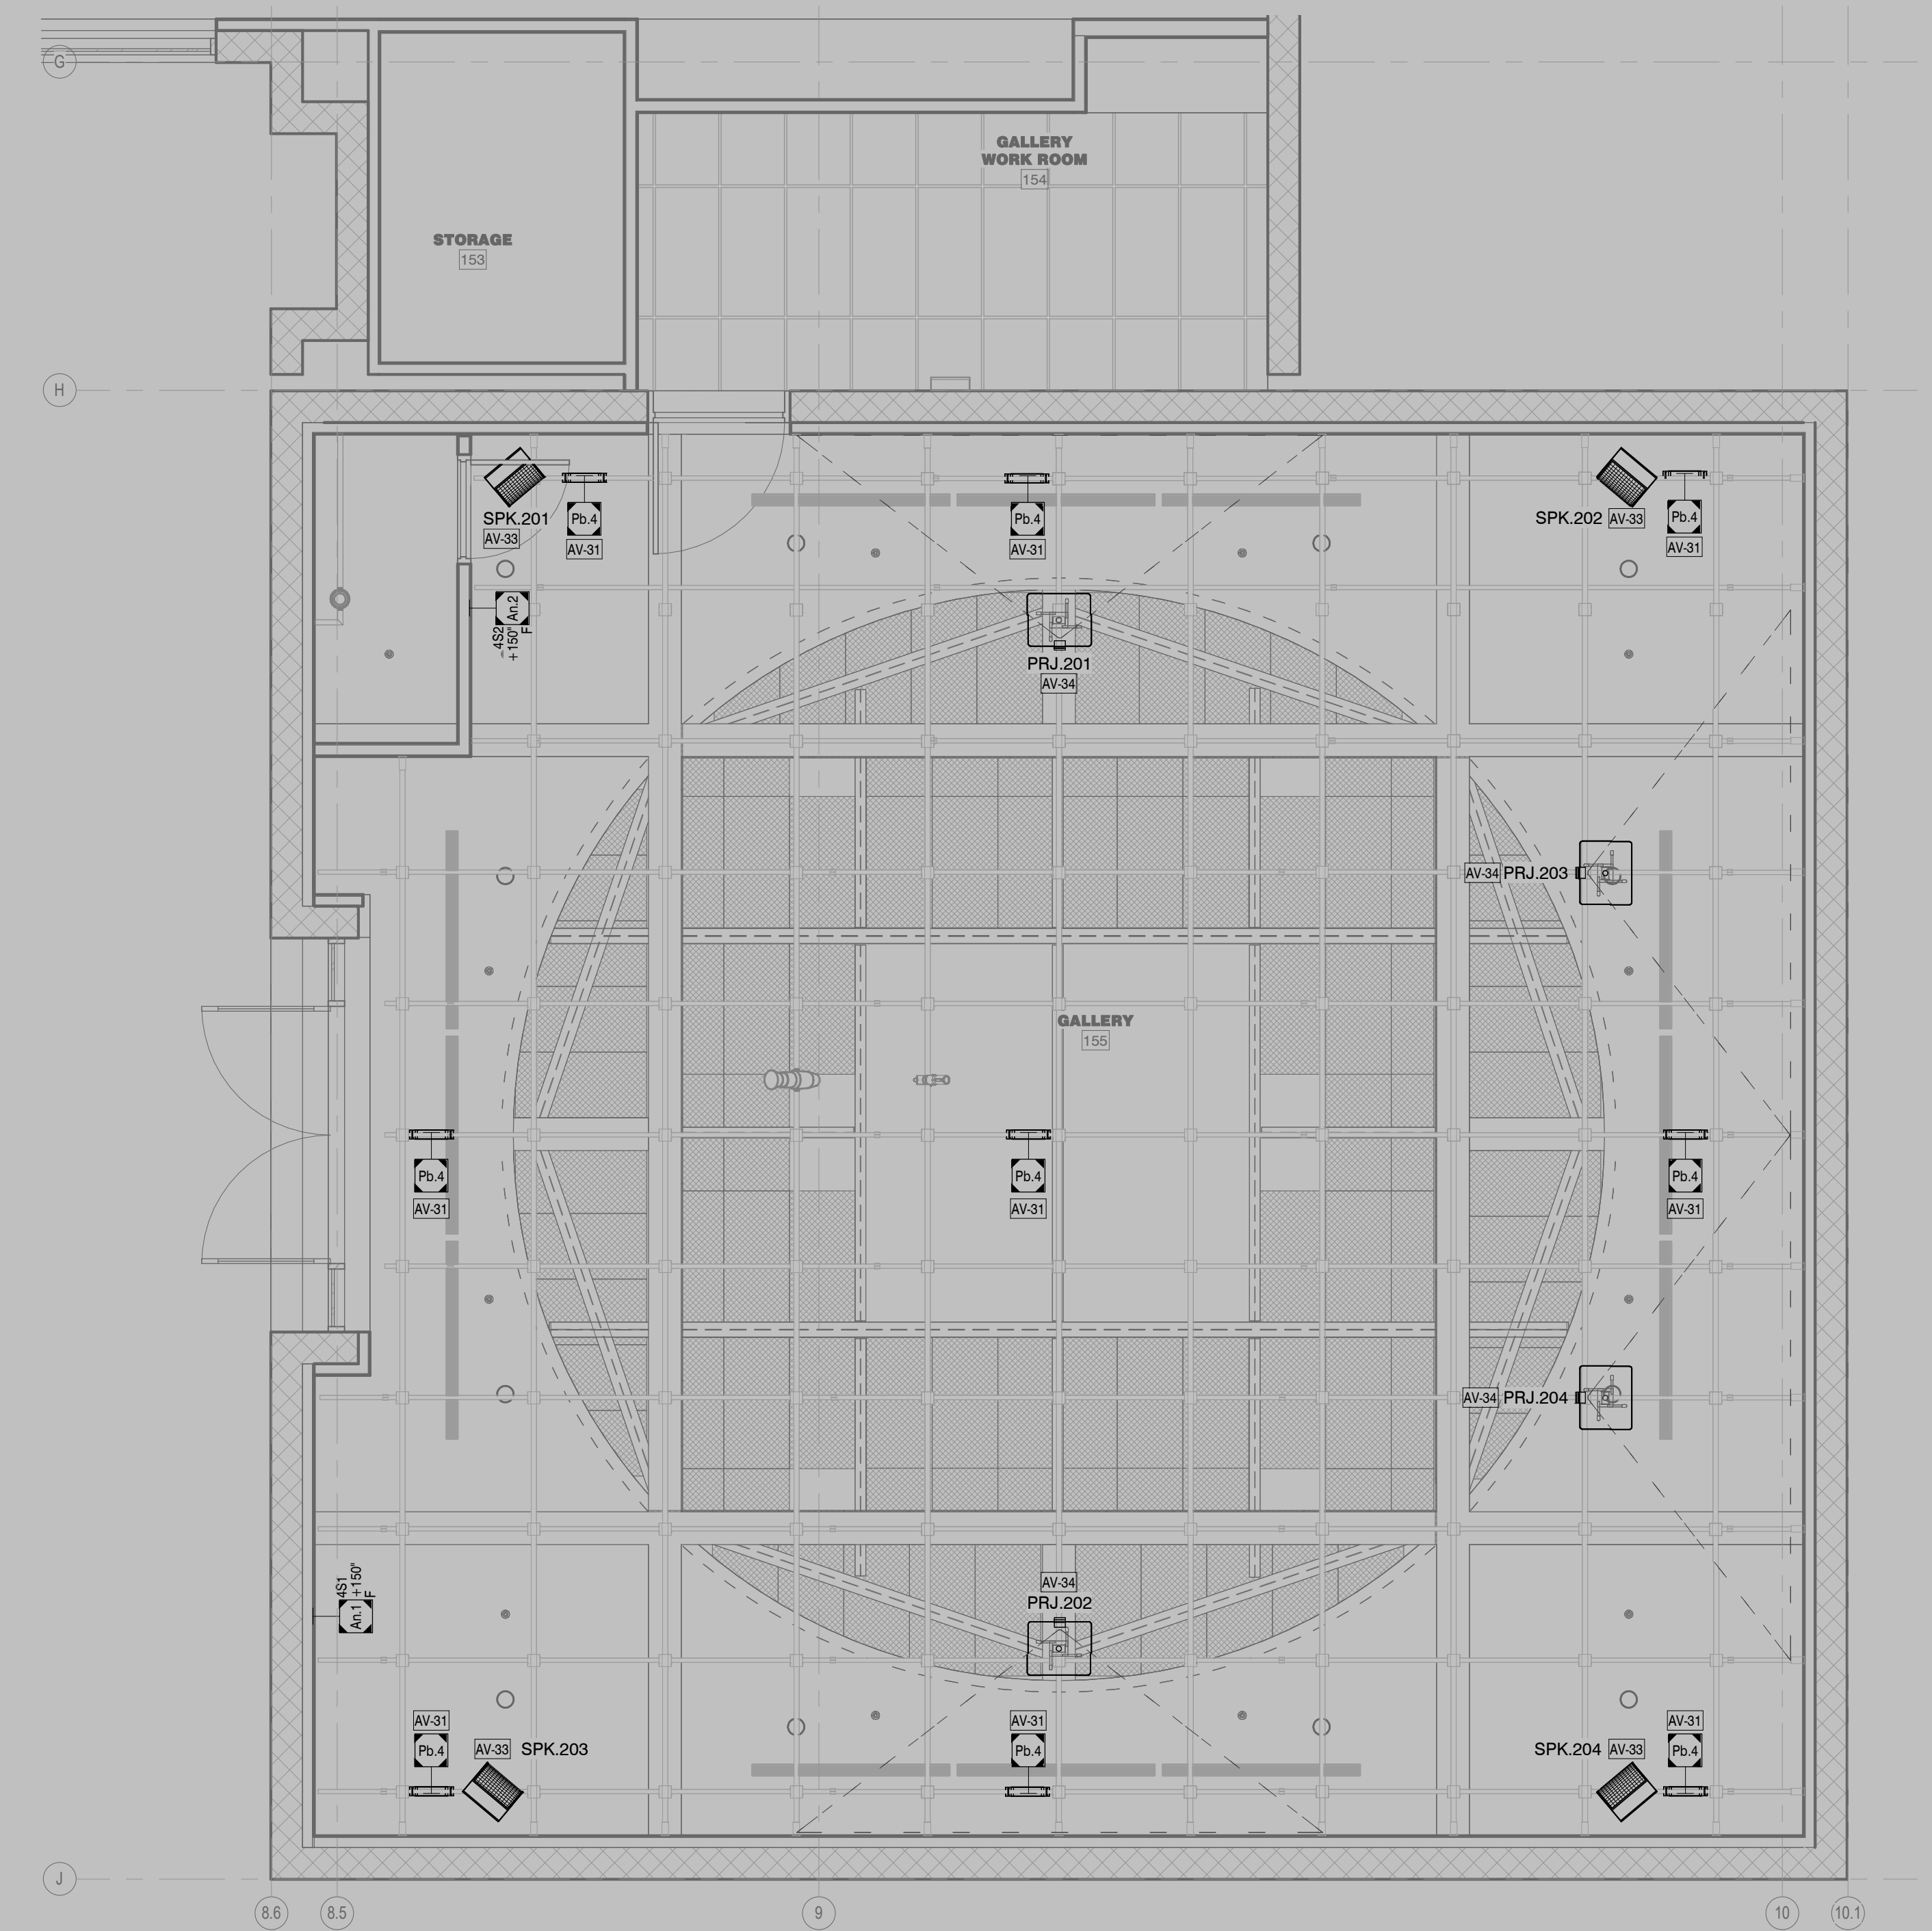 G
GALLERY
WORK ROOM
154
STORAGE
153
H
SPK.201
AV-33
Pb.4
AV-31
Pb.4
AV-31
SPK.202
AV-33
Pb.4
AV-31
An.2
4S2
+150"
F
PRJ.201
AV-34
AV-34
PRJ.203
GALLERY
155
Pb.4
AV-31
Pb.4
AV-31
Pb.4
AV-31
AV-34
PRJ.204
4S1
+150"
F
An.1
AV-34
PRJ.202
AV-31
Pb.4
AV-33
SPK.203
AV-31
Pb.4
SPK.204
AV-33
AV-31
Pb.4
J
8.6
8.5
9
10
10.1